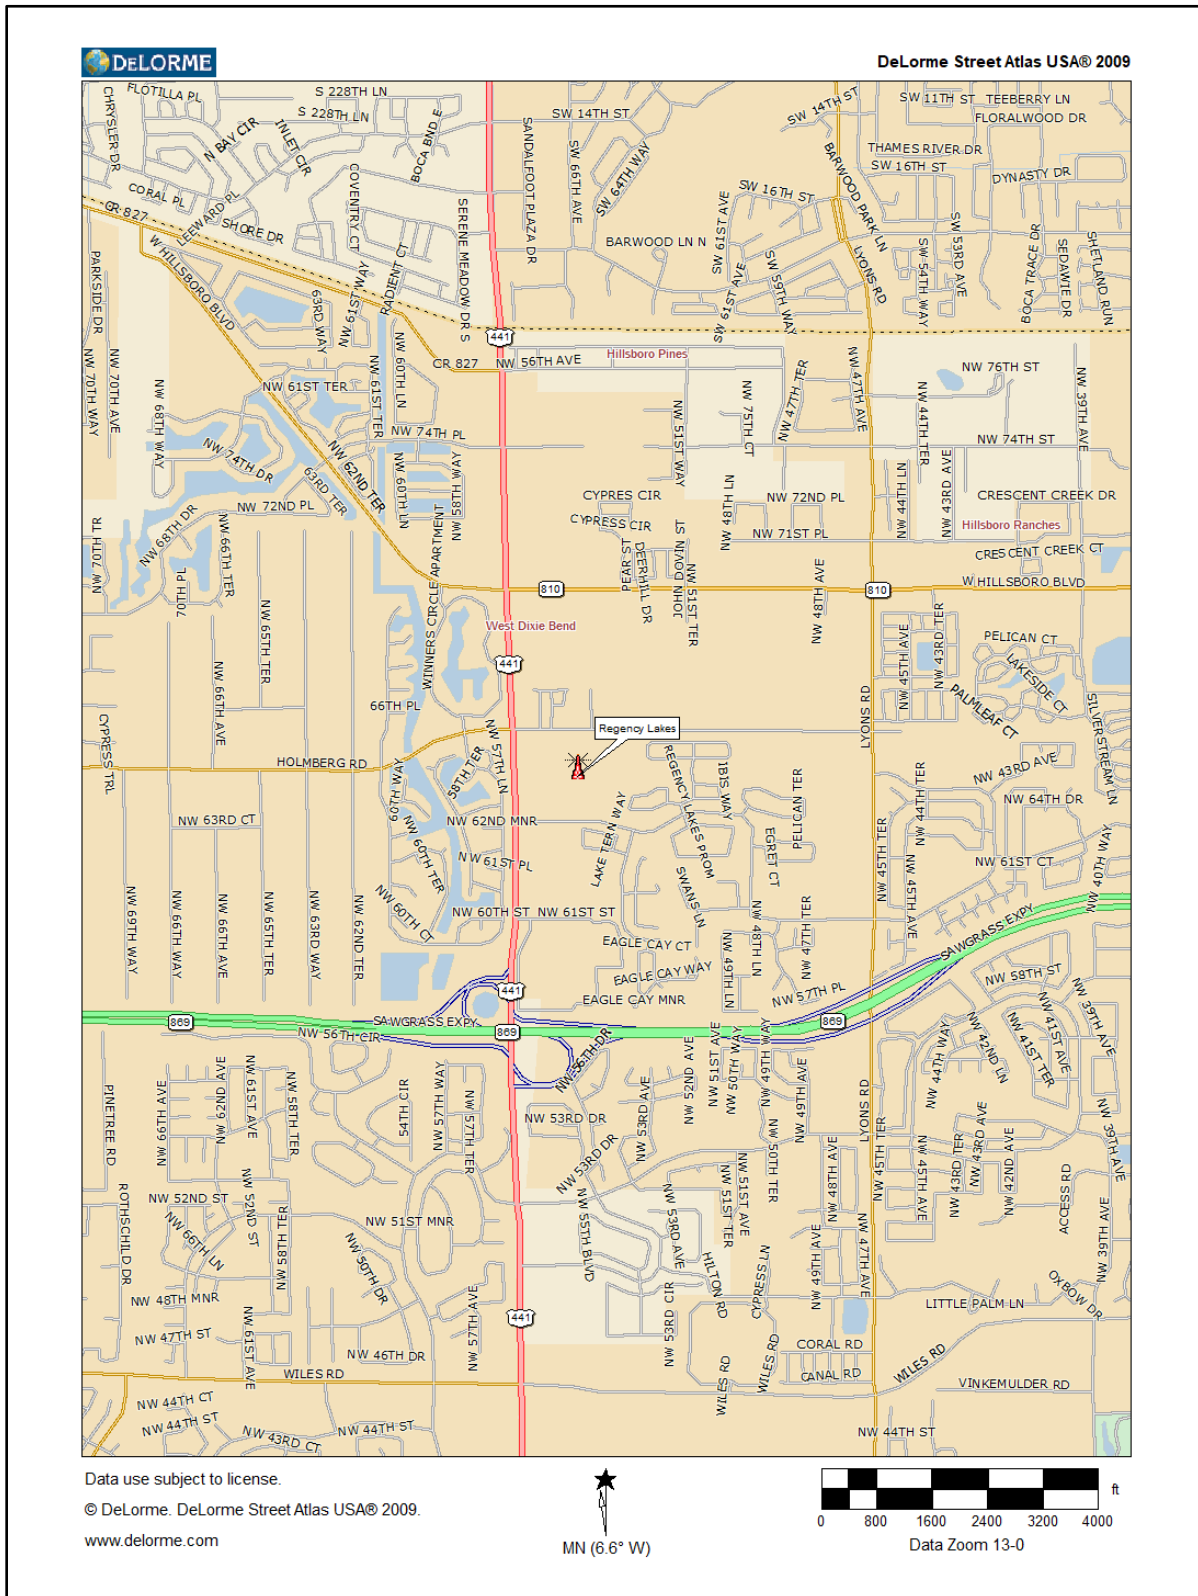 DELORME
DeLorme Street Atlas USA® 2009
FLOTILLA PL
S 228TH LN
S 228TH LN
CHRYSLER DR
N BAY CIR
INLET CIR
BOCA BND E
SANDALFOOT PLAZA DR
SW 14TH ST
SW 66TH AVE
SW 64TH WAY
SW 14TH ST
SW 11TH ST
TEEBERRY LN
FLORALWOOD DR
THAMES RIVER DR
SW 16TH ST
DYNASTY DR
BARWOOD PARK LN
SW 16TH ST
CORAL PL
LEEWARD PL
COVENTRY CT
CR 827
SHORE DR
W HILLSBORO BLVD
RADIENT CT
SERENE MEADOW DR S
BARWOOD LN N
SW 61ST AVE
SW 61ST AVE
SW 59TH WAY
LYONS RD
SW 54TH WAY
SW 53RD AVE
BOCA TRACE DR
SEDAWIE DR
SHETLAND RUN
PARKSIDE DR
63RD WAY
NW 61ST WAY
441
CR 827
NW 56TH AVE
Hillsboro Pines
NW 70TH WAY
NW 70TH AVE
NW 68TH WAY
NW 61ST TER
NW 61ST TER
NW 60TH LN
NW 74TH PL
NW 74TH DR
NW 62ND TER
63RD TER
NW 60TH LN
NW 58TH WAY
NW 51ST WAY
NW 75TH CT
NW 47TH TER
NW 47TH AVE
NW 44TH TER
NW 76TH ST
NW 39TH AVE
NW 74TH ST
NW 72ND PL
NW 68TH DR
NW 66TH TER
NW 70TH TR
70TH PL
NW 65TH TER
CYPRES CIR
CYPRESS CIR
NW 48TH LN
NW 72ND PL
NW 71ST PL
NW 44TH LN
NW 43RD AVE
CRESCENT CREEK DR
Hillsboro Ranches
CRESCENT CREEK CT
W HILLSBORO BLVD
PEAR ST
DEERHILL DR
JOHN DOVIN ST
NW 51ST TER
NW 48TH AVE
810
810
WINNERS CIRCLE APARTMENT
West Dixie Bend
441
NW 66TH AVE
66TH PL
NW 45TH AVE
NW 43RD TER
PELICAN CT
LAKESIDE CT
PALMLEAF CT
SILVERSTREAM LN
LYONS RD
CYPRESS TRL
HOLMBERG RD
NW 57TH LN
58TH TER
Regency Lakes
REGENCY LAKES PROM
IBIS WAY
PELICAN TER
NW 43RD AVE
NW 64TH DR
NW 44TH TER
60TH WAY
NW 63RD CT
NW 62ND MNR
NW 60TH TER
NW 61ST PL
LAKE TERN WAY
EGRET CT
NW 45TH TER
NW 61ST CT
NW 40TH WAY
NW 69TH WAY
NW 66TH WAY
NW 66TH AVE
NW 65TH TER
NW 63RD WAY
NW 62ND TER
NW 60TH CT
NW 60TH ST
NW 61ST ST
SWANS LN
NW 45TH AVE
SAWGRASS EXPY
EAGLE CAY CT
EAGLE CAY WAY
EAGLE CAY MNR
NW 49TH LN
NW 48TH LN
NW 47TH TER
NW 57TH PL
NW 58TH ST
441
869
SAWGRASS EXPY
869
869
NW 56TH CIR
NW 56TH DR
NW 52ND AVE
NW 51ST AVE
NW 50TH WAY
NW 49TH WAY
NW 49TH AVE
NW 44TH WAY
NW 42ND LN
NW 41ST TER
NW 41ST AVE
NW 39TH AVE
PINETREE RD
NW 66TH AVE
NW 62ND AVE
NW 61ST AVE
NW 58TH TER
54TH CIR
NW 57TH WAY
NW 57TH TER
NW 53RD DR
NW 53RD DR
NW 53RD AVE
LYONS RD
NW 45TH TER
NW 45TH AVE
NW 43RD TER
NW 43RD AVE
NW 42ND AVE
NW 39TH AVE
ACCESS RD
ROTHSCHILD DR
NW 52ND ST
NW 66TH LN
NW 52ND ST
NW 58TH TER
NW 51ST MNR
NW 50TH DR
NW 55TH BLVD
NW 53RD AVE
NW 51ST TER
NW 51ST AVE
NW 50TH TER
NW 48TH AVE
NW 47TH AVE
NW 49TH AVE
NW 39TH AVE
HILTON RD
CYPRESS LN
NW 48TH MNR
NW 47TH ST
NW 61ST AVE
NW 46TH DR
NW 57TH AVE
441
NW 53RD CIR
LITTLE PALM LN
OXBOW DR
CORAL RD
CANAL RD
WILES RD
WILES RD
WILES RD
WILES RD
VINKEMULDER RD
NW 44TH CT
NW 44TH ST
NW 43RD CT
NW 44TH ST
NW 44TH ST
Data use subject to license.
© DeLorme. DeLorme Street Atlas USA® 2009.
www.delorme.com
MN (6.6° W)
ft
0 800 1600 2400 3200 4000
Data Zoom 13-0